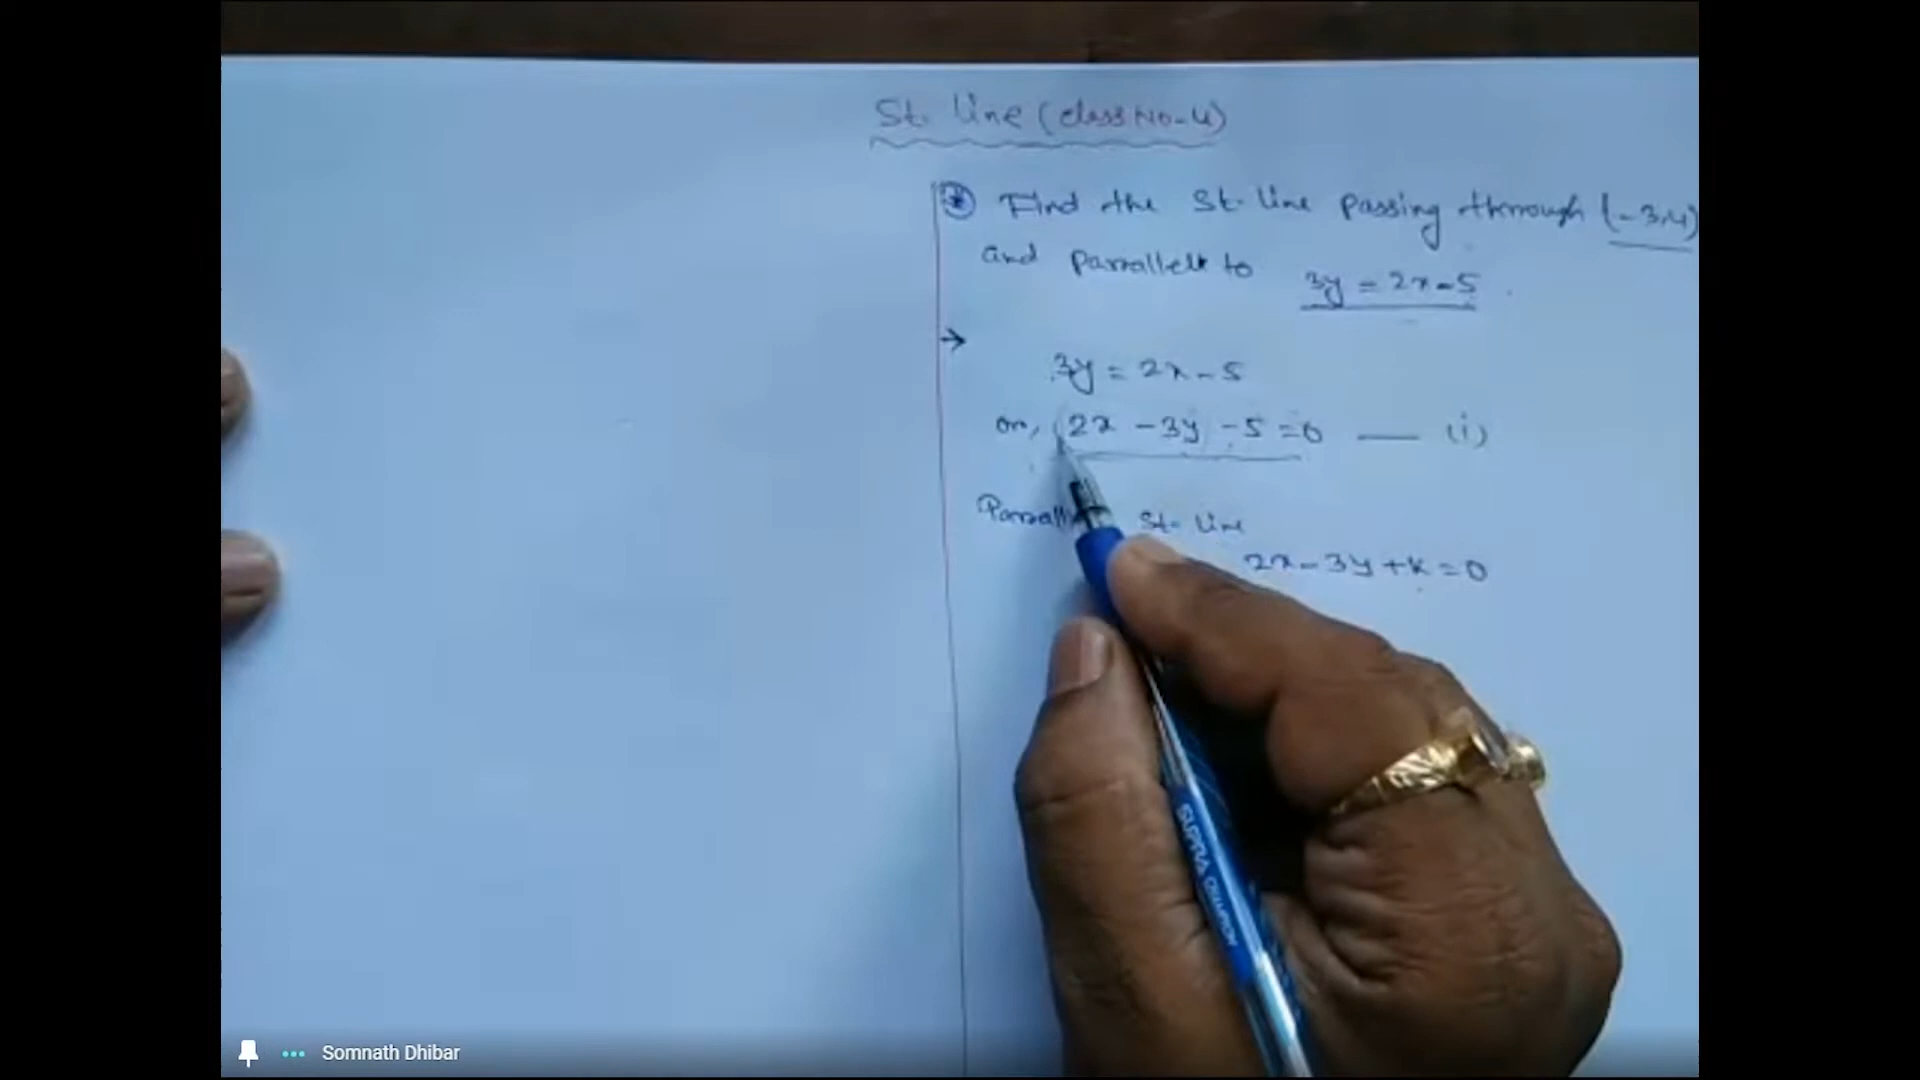 St. line (class No-4)
* Find the St. line passing through (-3,4)
and Parallel to 3y = 2x-5.
→
3y = 2x-5
or, 2x -3y -5 =0 —— (i)
St. line
2x-3y+k=0
SUPRA
Somnath Dhibar